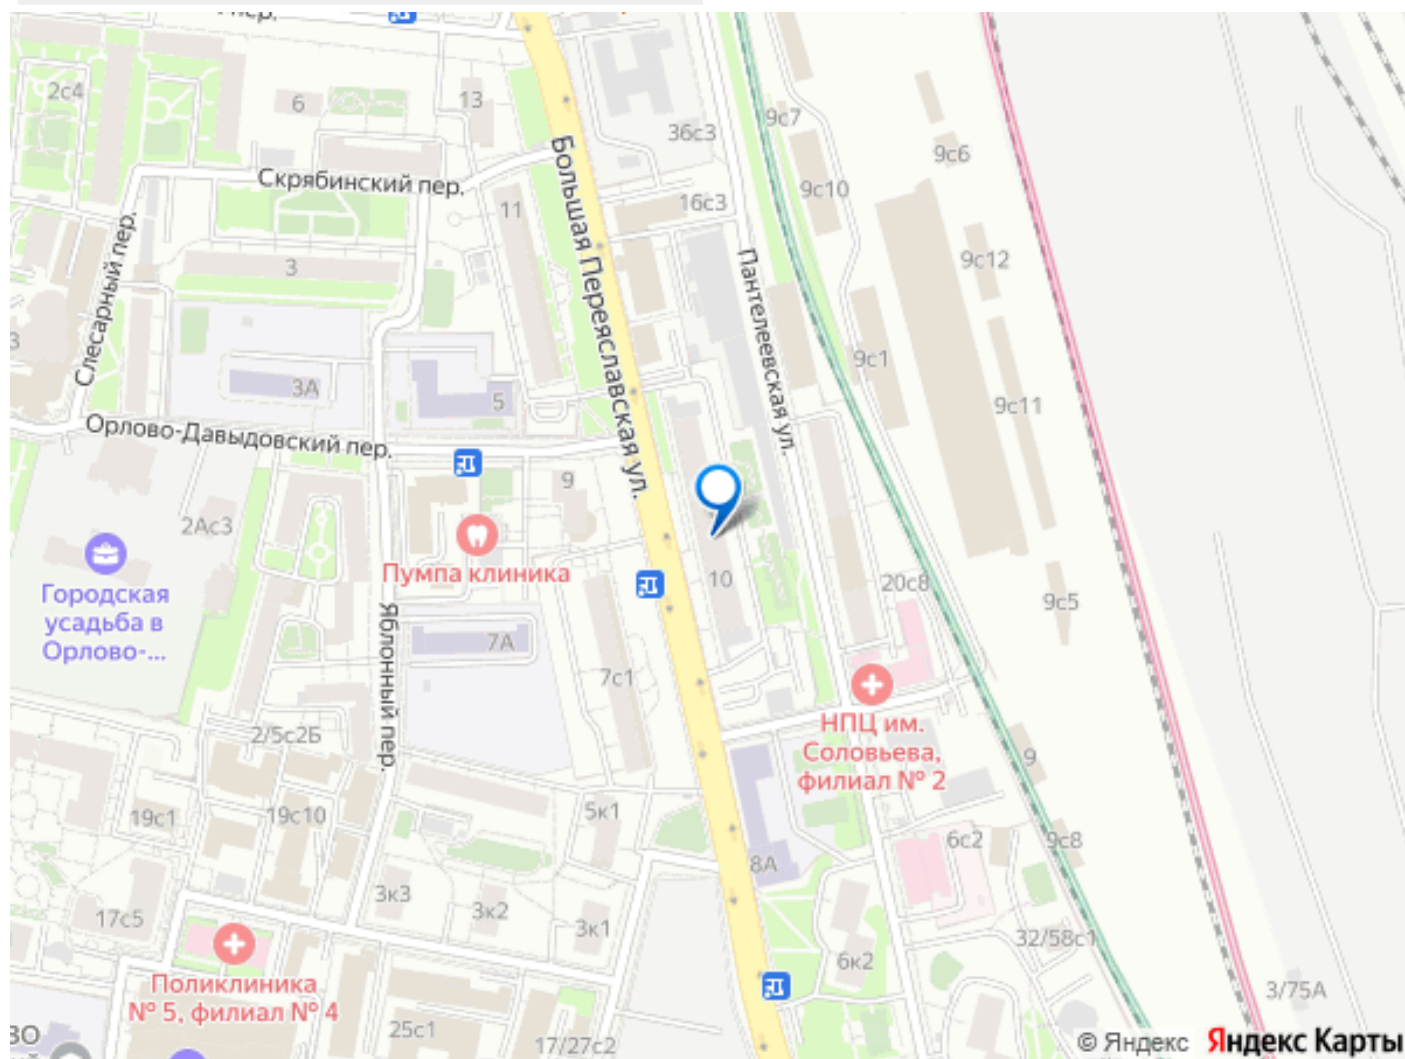 пер.
2с4
6
13
36с3
9с7
9с6
Скрябинский пер.
9с10
11
16с3
Большая Переяславская ул.
Слесарный пер.
3
9с12
Пантелеевская ул.
3
9с1
3А
5
9с11
Орлово-Давыдовский пер.
9
2Ас3
Пумпа клиника
10
20с8
9с5
Городская
усадьба в
Орлово-...
Яблонный пер.
7А
7с1
2/5с2Б
НПЦ им.
Соловьева,
филиал № 2
9
19с1
19с10
5к1
6с2
9с8
8А
3к3
3к2
3к1
17с5
32/58с1
6к2
Поликлиника
№ 5, филиал № 4
3/75А
ВО
25с1
17/27с2
© Яндекс Яндекс Карты